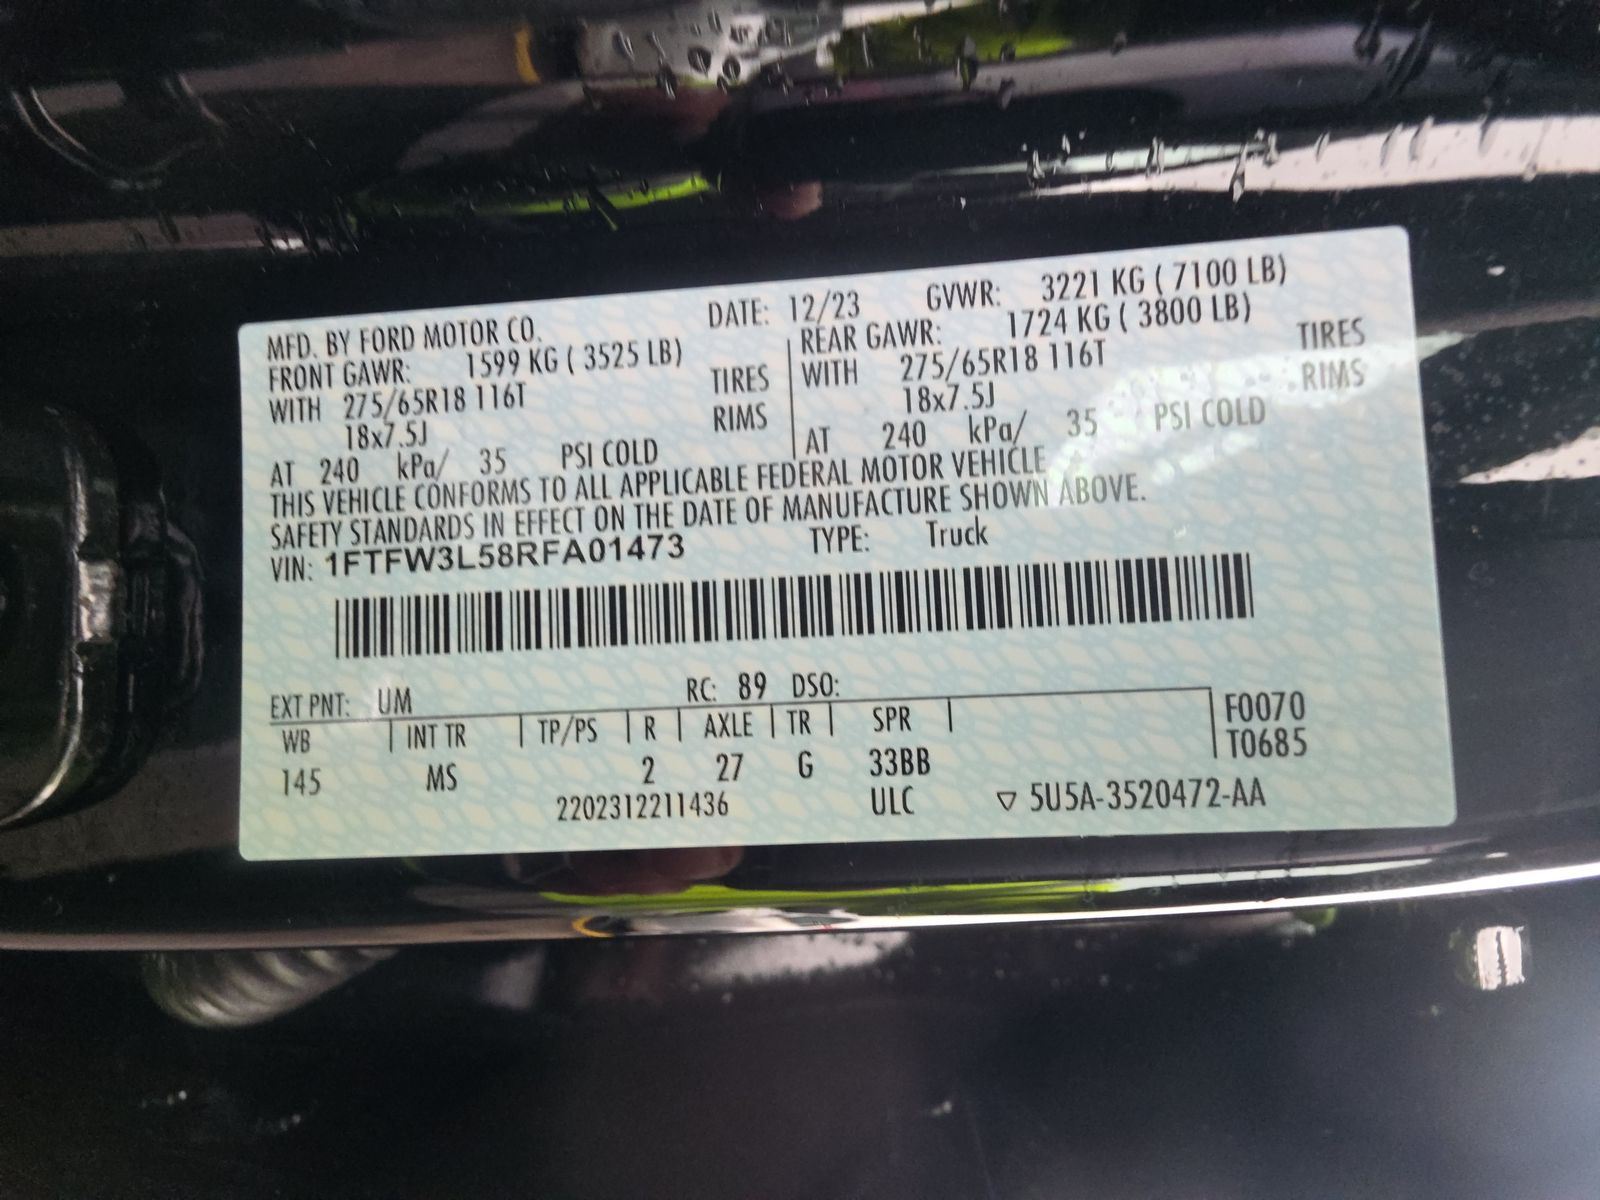 MFD. BY FORD MOTOR CO. DATE: 12/23 GVWR: 3221 KG ( 7100 LB)
FRONT GAWR: 1599 KG ( 3525 LB) REAR GAWR: 1724 KG ( 3800 LB)
WITH 275/65R18 116T TIRES WITH 275/65R18 116T TIRES
18x7.5J RIMS 18x7.5J RIMS
AT 240 kPa/ 35 PSI COLD AT 240 kPa/ 35 PSI COLD
THIS VEHICLE CONFORMS TO ALL APPLICABLE FEDERAL MOTOR VEHICLE
SAFETY STANDARDS IN EFFECT ON THE DATE OF MANUFACTURE SHOWN ABOVE.
VIN: 1FTFW3L58RFA01473 TYPE: Truck
EXT PNT: UM RC: 89 DSO:
WB INT TR TP/PS R AXLE TR SPR F0070
145 MS 2 27 G 33BB T0685
2202312211436 ULC ▽ 5U5A-3520472-AA